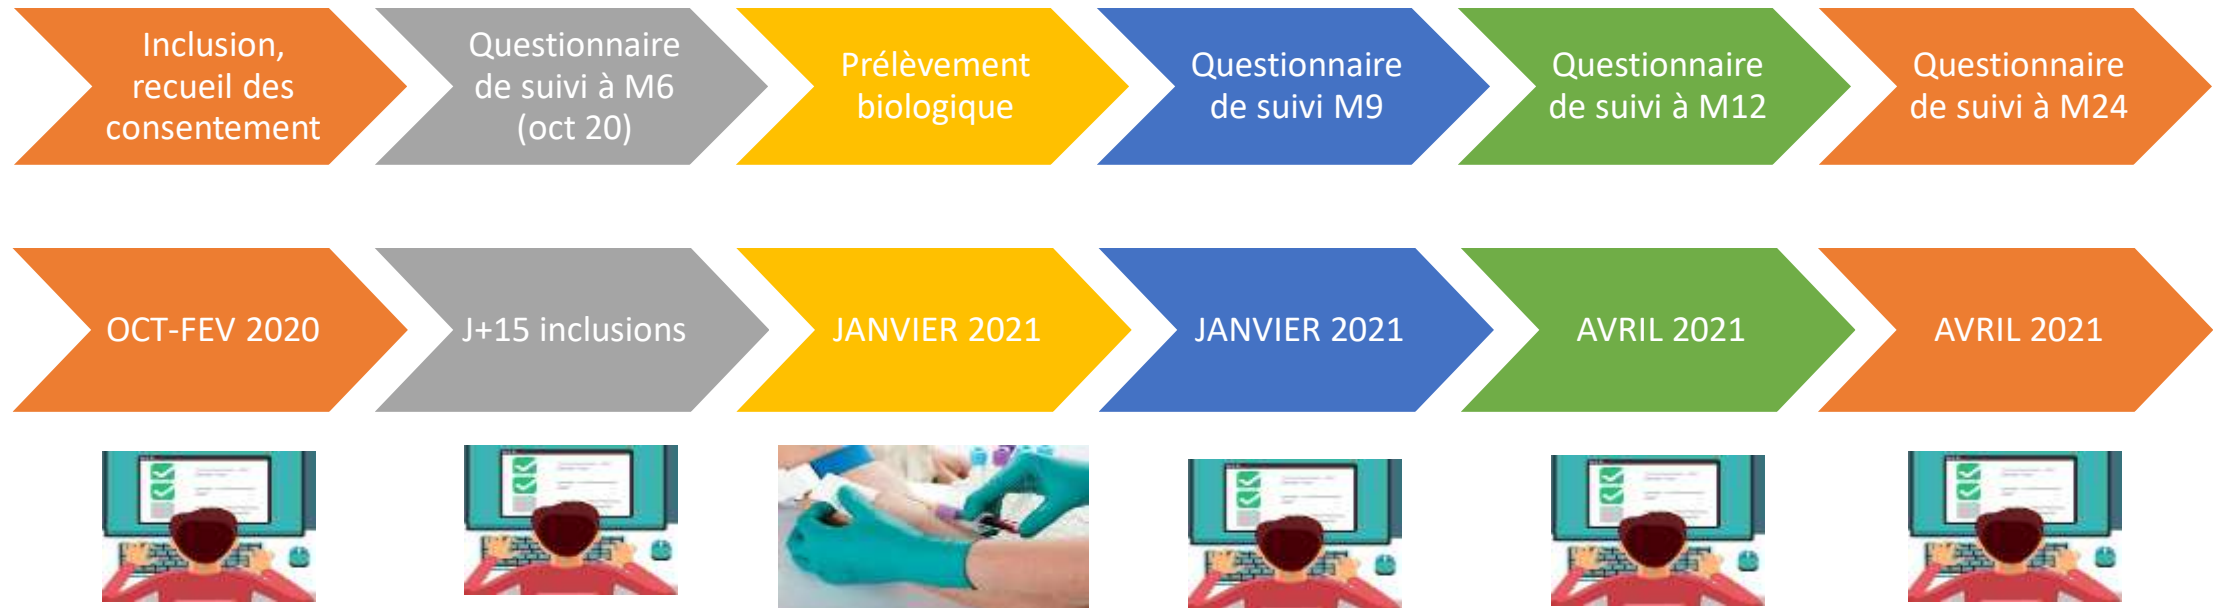 Inclusion,
recueil des
consentement
Questionnaire
de suivi à M6
(oct 20)
Prélèvement
biologique
Questionnaire
de suivi M9
Questionnaire
de suivi à M12
Questionnaire
de suivi à M24
OCT-FEV 2020
J+15 inclusions
JANVIER 2021
JANVIER 2021
AVRIL 2021
AVRIL 2021